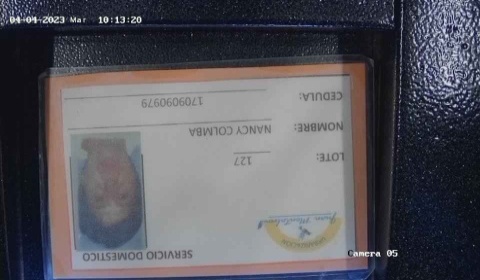 04-04-2023 Mar 10:13:20
SERVICIO DOMESTICO
LOTE: 127
NOMBRE: NANCY COLMBA
CEDULA: 1709090979
Camera 05